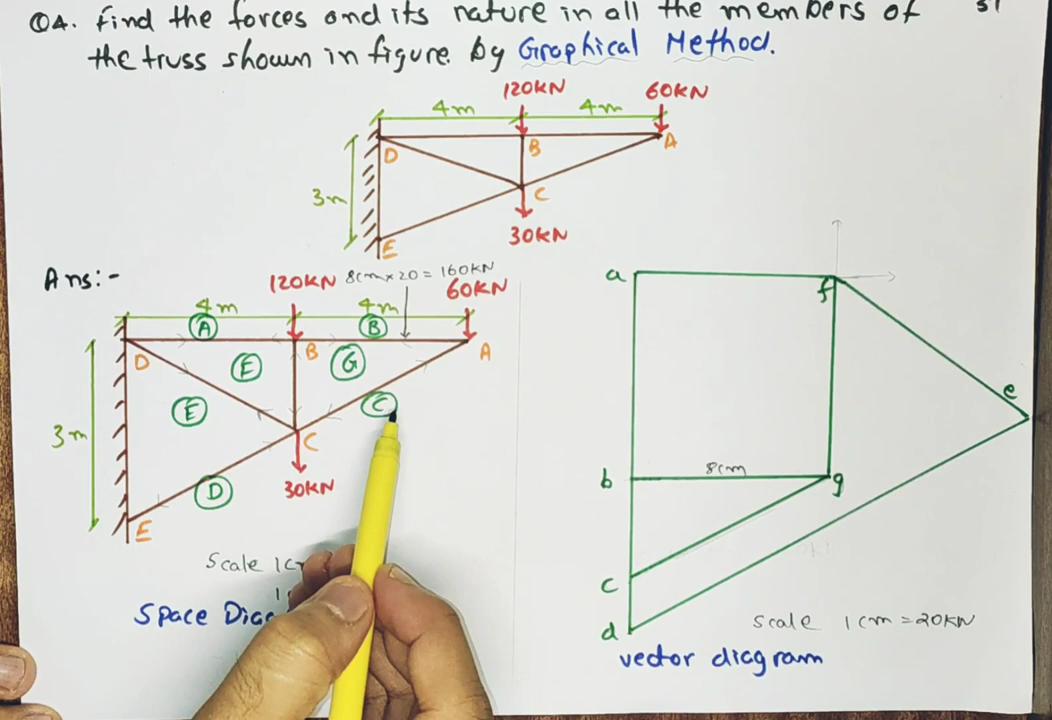 Q4. find the forces and its nature in all the members of
the truss shown in figure by Graphical Method.
120KN 60KN
4m 4m
D B A
3m
C
30KN
E
Ans:-
120KN 8cm×20 = 160KN
60KN
4m 4m
A B
D E B G A
E C
3m
C
D 30KN
E
Scale 1c
Space Diag
a f
e
b 8cm g
c
d
Scale 1cm = 20KN
vector diagram